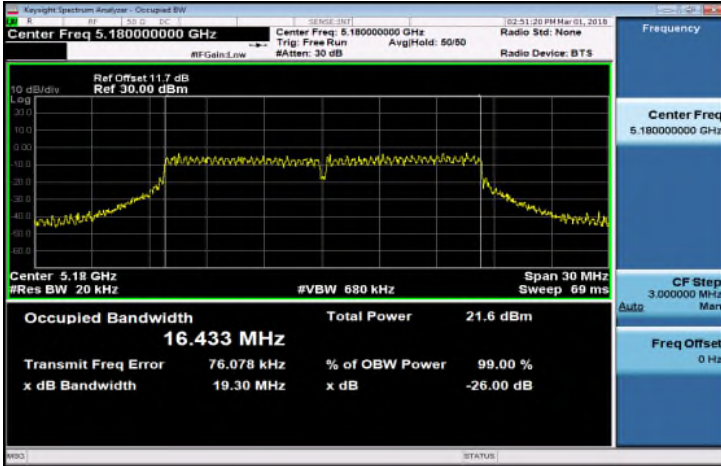 Keysight Spectrum Analyzer - Occupied BW
R RF 50 Ω DC SENSE:INT 02:51:20 PM Mar 01, 2018
Center Freq 5.180000000 GHz
Center Freq: 5.180000000 GHz
Radio Std: None
Trig: Free Run Avg|Hold: 50/50
#IFGain:Low #Atten: 30 dB Radio Device: BTS
Ref Offset 11.7 dB
10 dB/div Ref 30.00 dBm
Log
20.0
10.0
0.00
-10.0
-20.0
-30.0
-40.0
-50.0
-60.0
Center 5.18 GHz Span 30 MHz
#Res BW 20 kHz #VBW 680 kHz Sweep 69 ms
Occupied Bandwidth Total Power 21.6 dBm
16.433 MHz
Transmit Freq Error 76.078 kHz % of OBW Power 99.00 %
x dB Bandwidth 19.30 MHz x dB -26.00 dB
MSG STATUS
Frequency
Center Freq
5.180000000 GHz
CF Step
3.000000 MHz
Auto Man
Freq Offset
0 Hz